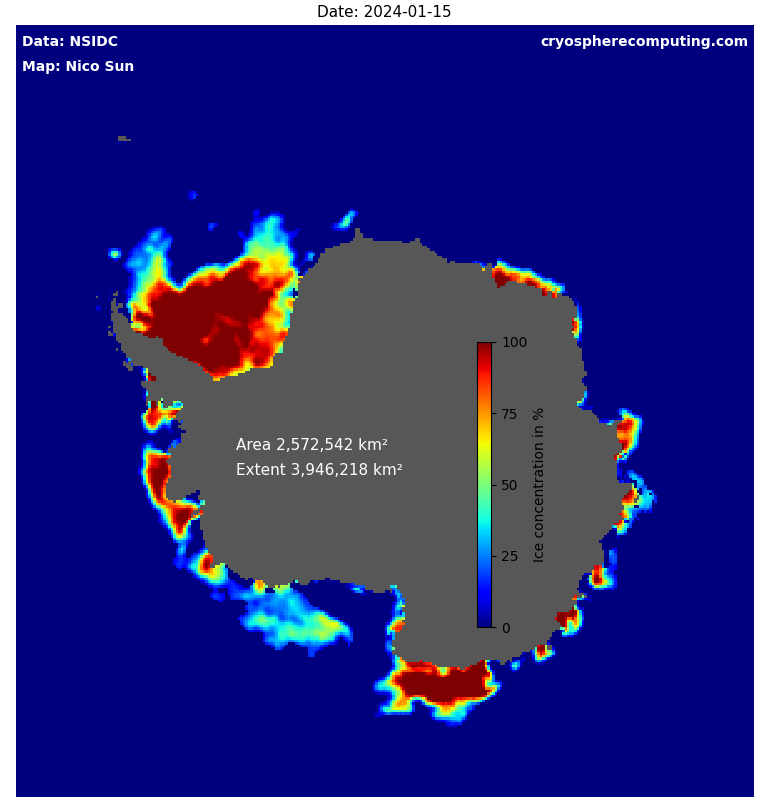 Date: 2024-01-15
Data: NSIDC
cryospherecomputing.com
Map: Nico Sun
100
75
50
25
0
Ice concentration in %
Area 2,572,542 km²
Extent 3,946,218 km²